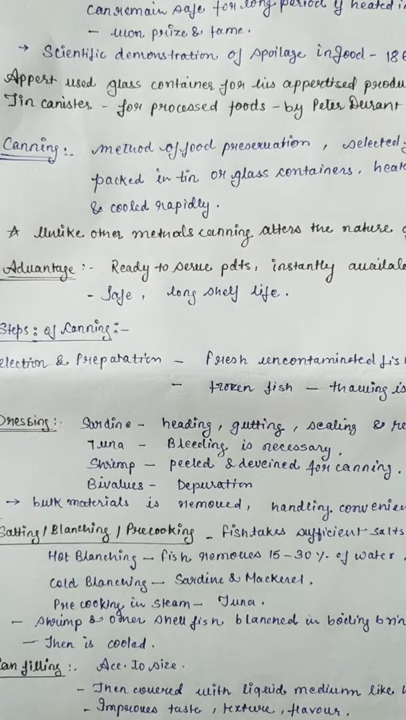 can remain safe for long period if heated i
- won prize & fame.
→ Scientific demonstration of spoilage in food - 186
Appert used glass container for his appertised produ
Tin canister - for processed foods - by Peter Durant
Canning :- method of food preservation, selected
packed in tin or glass containers, heat
& cooled rapidly.
* Unlike other methods canning alters the nature o
Advantage :- Ready to serve pdts, instantly availabl
- Safe, long shelf life.
Steps : of Canning :-
election & Preparation - fresh uncontaminated fis
- frozen fish - thawing is
Dressing :- Sardine - heading, gutting, scaling & re
Tuna - Bleeding is necessary.
Shrimp - peeled & deveined for canning.
Bivalves - Depuration
→ bulk materials is removed, handling convenien
Salting / Blanching / Precooking - fish takes sufficient salts
Hot Blanching - fish removes 15-30% of water.
Cold Blanching - Sardine & Mackerel.
Pre cooking in steam - Tuna.
- Shrimp & other shell fish blanched in boiling brin
- Then is cooled.
an filling :. Acc. to size.
- Then covered with liquid medium like
- Improves taste, texture, flavour.